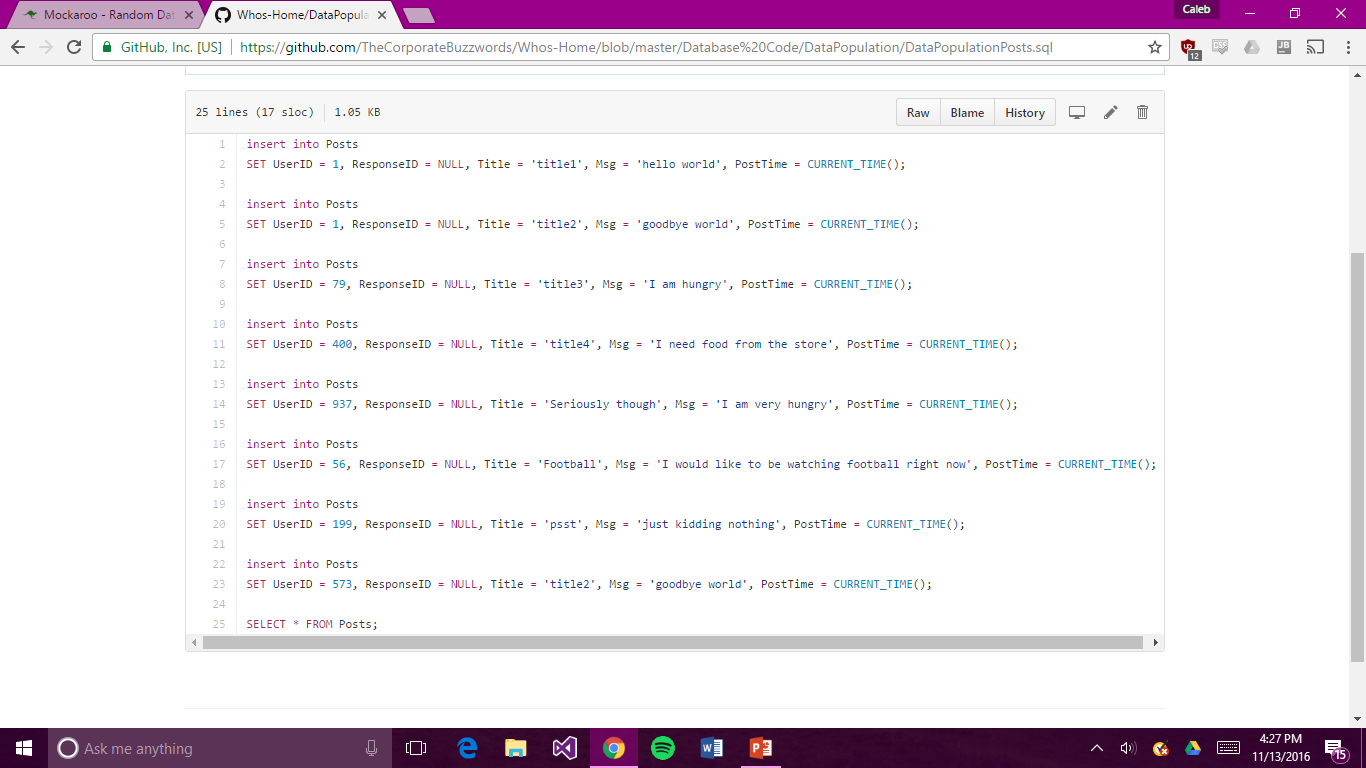 Mockaroo - Random Dat
Whos-Home/DataPopula
Caleb
GitHub, Inc. [US]
https://github.com/TheCorporateBuzzwords/Whos-Home/blob/master/Database%20Code/DataPopulation/DataPopulationPosts.sql
12
CSS
JB
25 lines (17 sloc) 1.05 KB
Raw Blame History
1 insert into Posts
2 SET UserID = 1, ResponseID = NULL, Title = 'title1', Msg = 'hello world', PostTime = CURRENT_TIME();
3
4 insert into Posts
5 SET UserID = 1, ResponseID = NULL, Title = 'title2', Msg = 'goodbye world', PostTime = CURRENT_TIME();
6
7 insert into Posts
8 SET UserID = 79, ResponseID = NULL, Title = 'title3', Msg = 'I am hungry', PostTime = CURRENT_TIME();
9
10 insert into Posts
11 SET UserID = 400, ResponseID = NULL, Title = 'title4', Msg = 'I need food from the store', PostTime = CURRENT_TIME();
12
13 insert into Posts
14 SET UserID = 937, ResponseID = NULL, Title = 'Seriously though', Msg = 'I am very hungry', PostTime = CURRENT_TIME();
15
16 insert into Posts
17 SET UserID = 56, ResponseID = NULL, Title = 'Football', Msg = 'I would like to be watching football right now', PostTime = CURRENT_TIME();
18
19 insert into Posts
20 SET UserID = 199, ResponseID = NULL, Title = 'psst', Msg = 'just kidding nothing', PostTime = CURRENT_TIME();
21
22 insert into Posts
23 SET UserID = 573, ResponseID = NULL, Title = 'title2', Msg = 'goodbye world', PostTime = CURRENT_TIME();
24
25 SELECT * FROM Posts;
Ask me anything
4:27 PM
11/13/2016
15